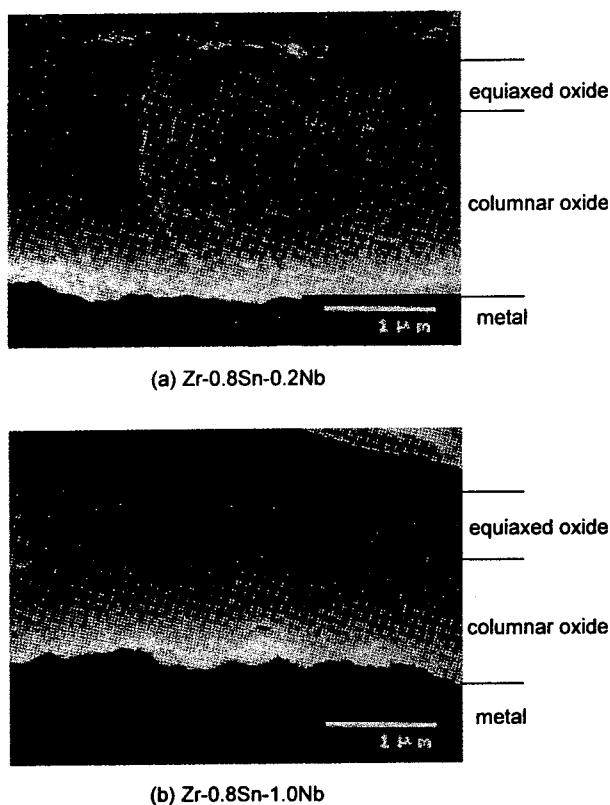 equiaxed oxide
columnar oxide
1 μm
metal
(a) Zr-0.8Sn-0.2Nb
equiaxed oxide
columnar oxide
metal
1 μm
(b) Zr-0.8Sn-1.0Nb